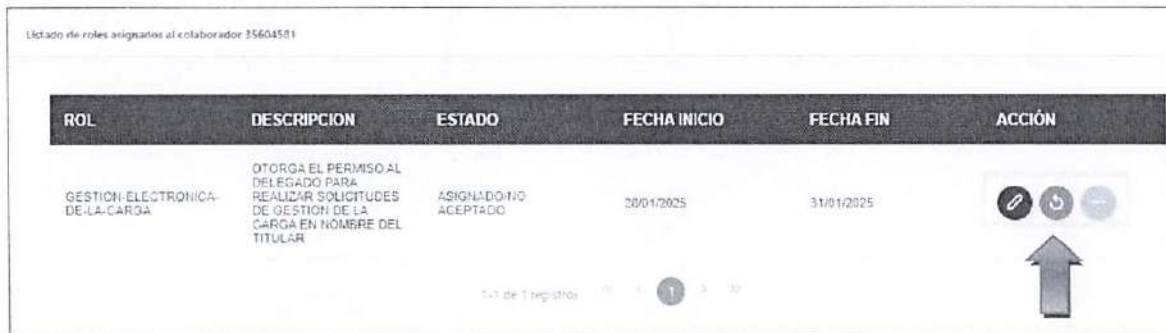 Listado de roles asignados al colaborador 35604581
ROL DESCRIPCION ESTADO FECHA INICIO FECHA FIN ACCIÓN
OTORGA EL PERMISO AL
DELEGADO PARA
GESTION-ELECTRONICA- REALIZAR SOLICITUDES ASIGNADO/NO 28/01/2025 31/01/2025
DE-LA-CARGA DE GESTION DE LA ACEPTADO
CARGA EN NOMBRE DEL
TITULAR
1-1 de 1 registros « < 1 > »